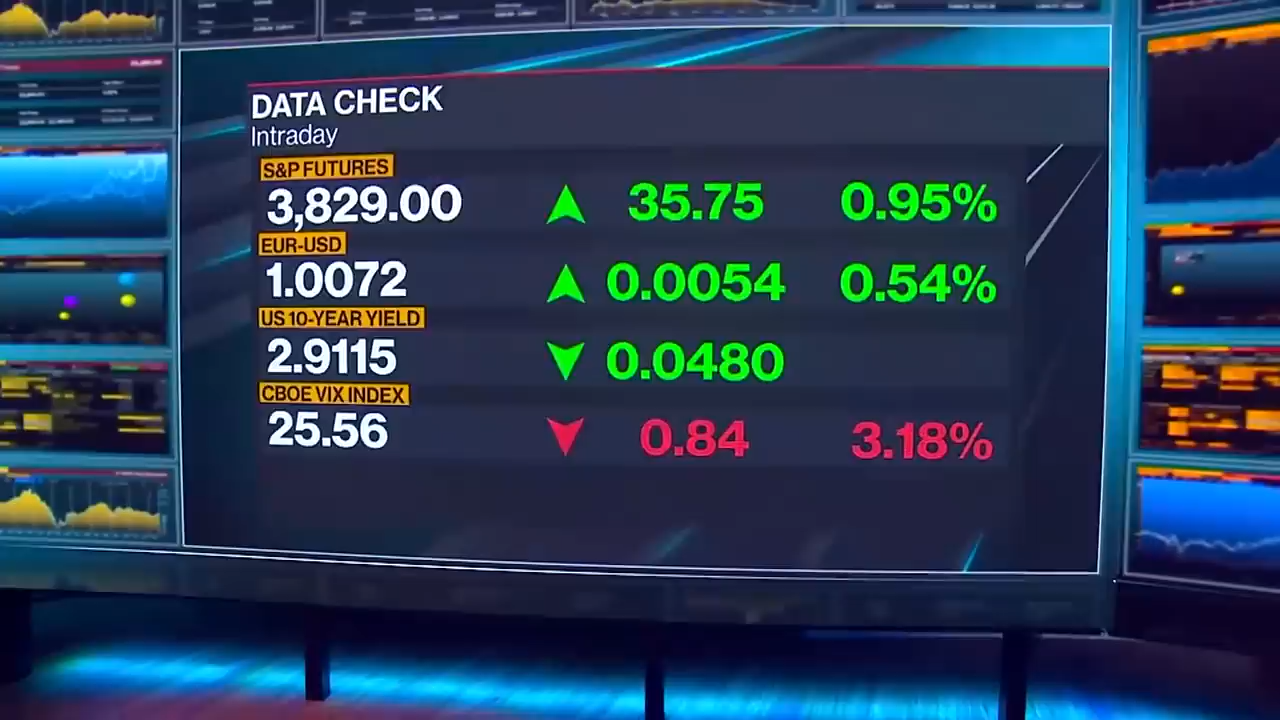 DATA CHECK
Intraday
S&P FUTURES
3,829.00 ▲ 35.75 0.95%
EUR-USD
1.0072 ▲ 0.0054 0.54%
US 10-YEAR YIELD
2.9115 ▼ 0.0480
CBOE VIX INDEX
25.56 ▼ 0.84 3.18%